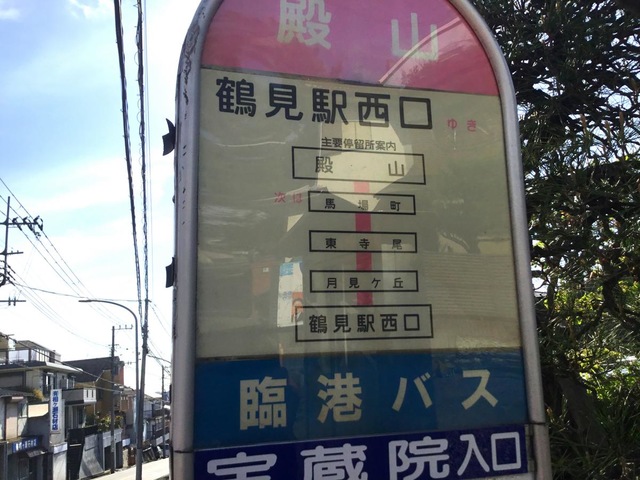 殿山
鶴見駅西口 ゆき
主要停留所案内
殿山
次は 馬場町
東寺尾
月見ケ丘
鶴見駅西口
臨港バス
宝蔵院入口